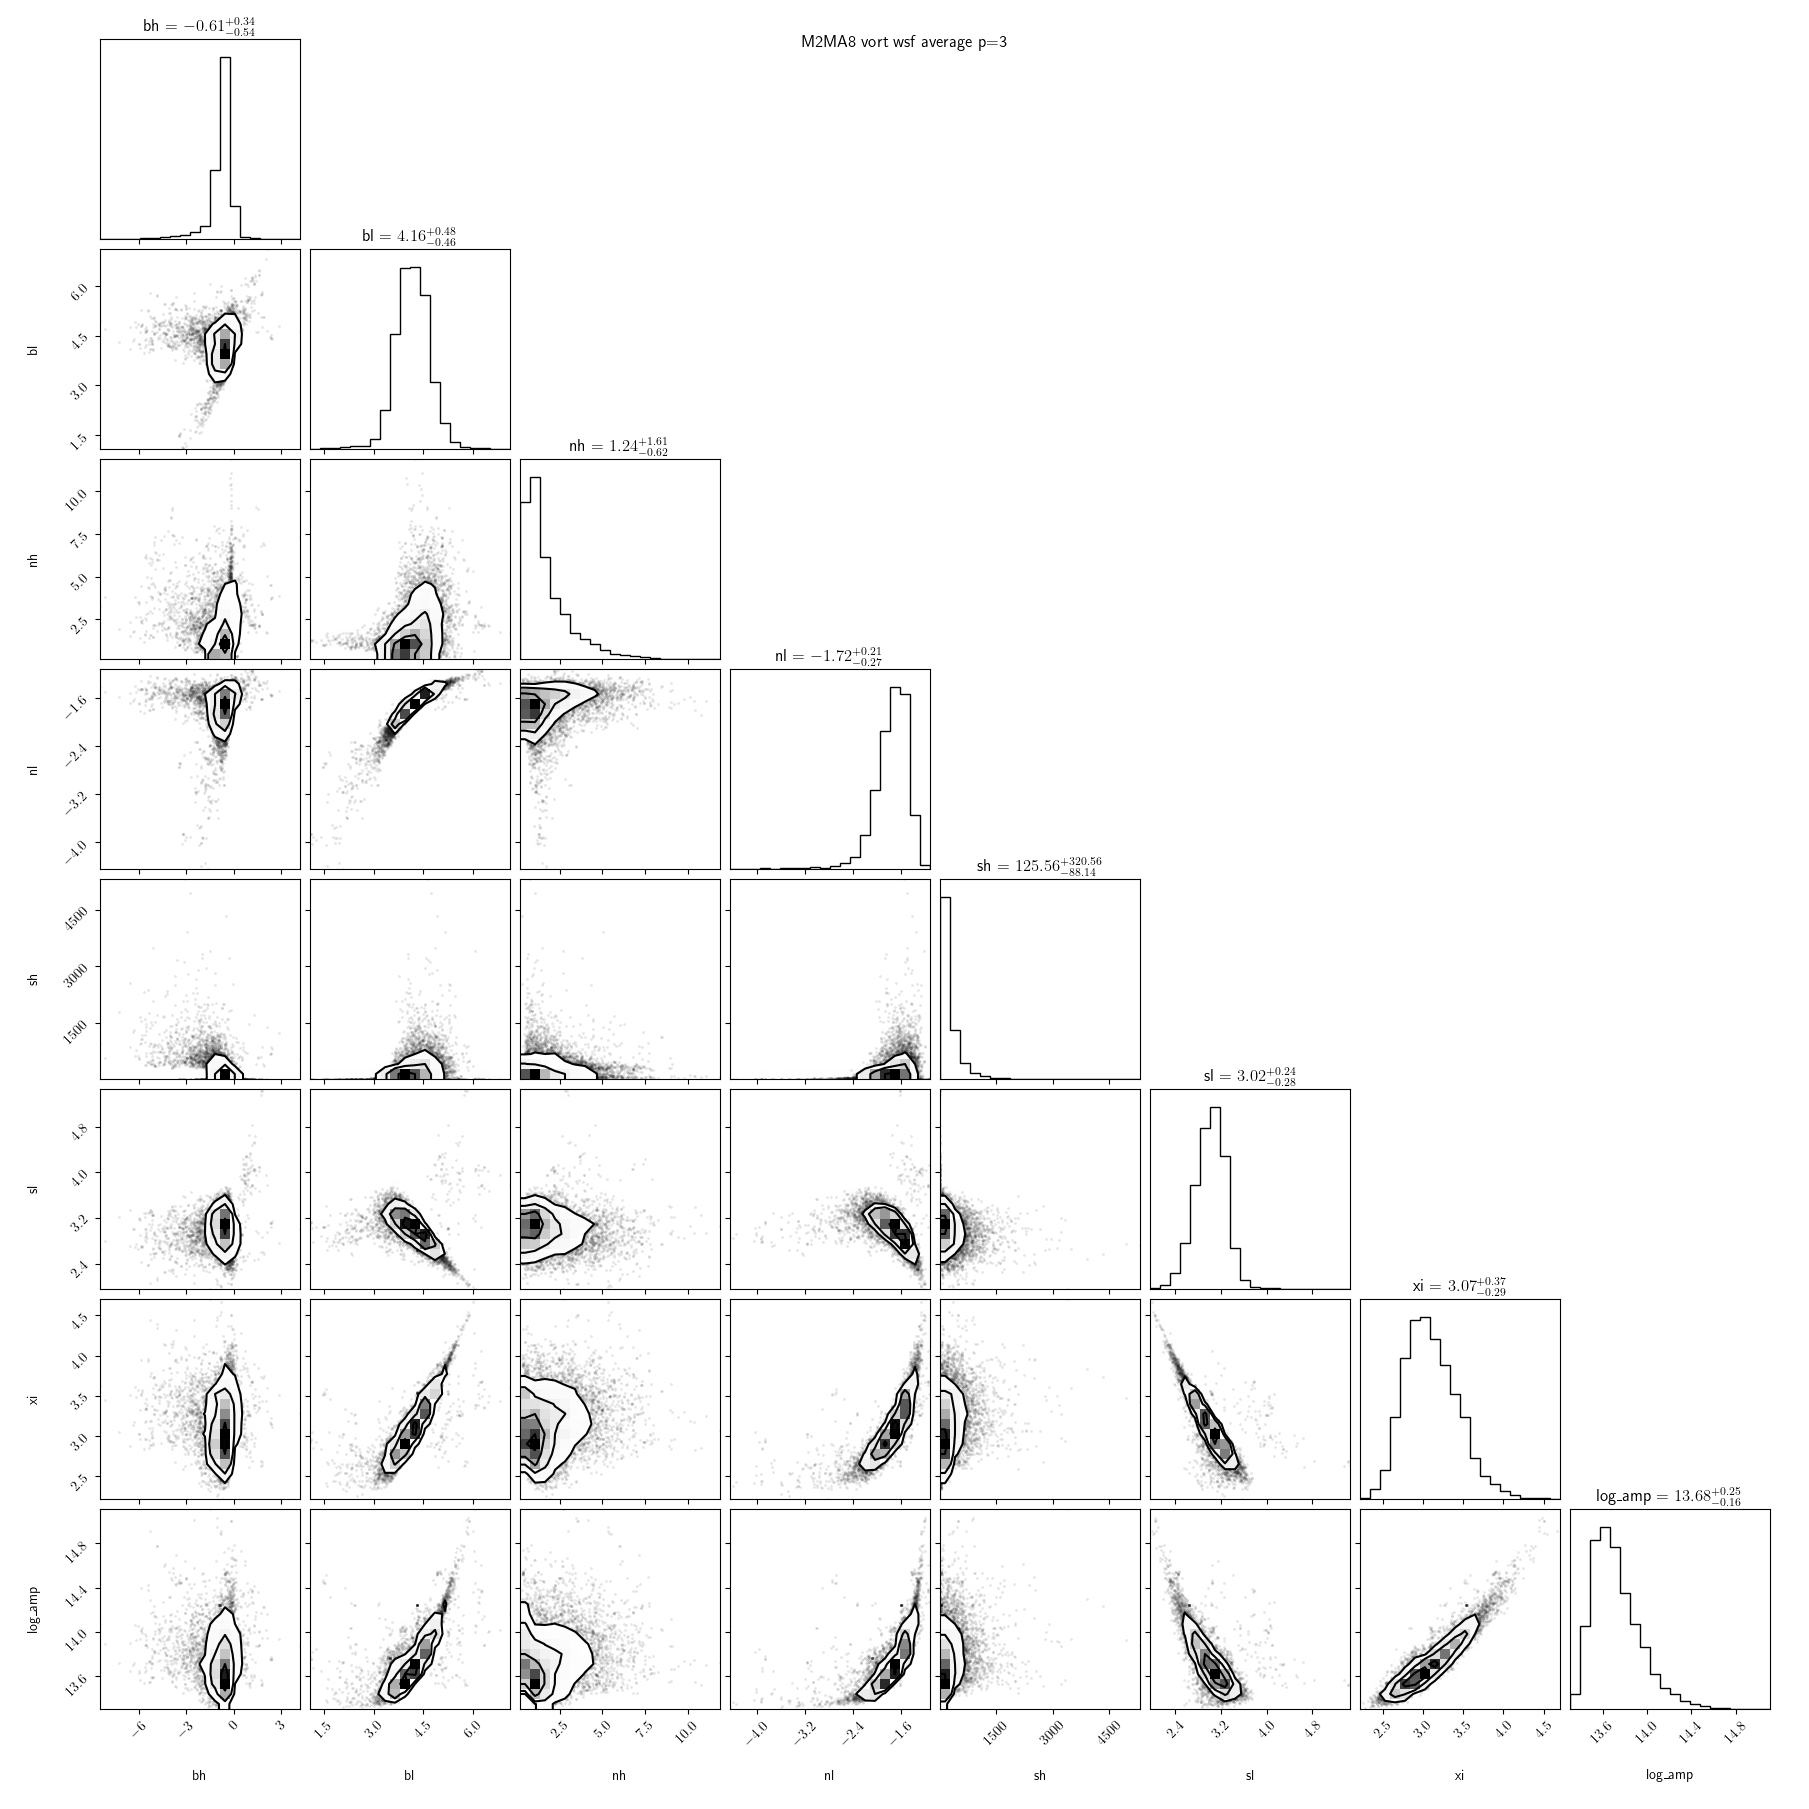 bh = −0.61+0.34−0.54
M2MA8 vort wsf average p=3
bl = 4.16+0.48−0.46
bl
6.0
4.5
3.0
1.5
nh = 1.24+1.61−0.62
nh
10.0
7.5
5.0
2.5
nl = −1.72+0.21−0.27
nl
−1.6
−2.4
−3.2
−4.0
sh = 125.56+320.56−88.14
sh
4500
3000
1500
sl = 3.02+0.24−0.28
sl
4.8
4.0
3.2
2.4
xi = 3.07+0.37−0.29
xi
4.5
4.0
3.5
3.0
2.5
log_amp = 13.68+0.25−0.16
log_amp
14.8
14.4
14.0
13.6
−6 −3 0 3 1.5 3.0 4.5 6.0 2.5 5.0 7.5 10.0 −4.0 −3.2 −2.4 −1.6 1500 3000 4500 2.4 3.2 4.0 4.8 2.5 3.0 3.5 4.0 4.5 13.6 14.0 14.4 14.8
bh bl nh nl sh sl xi log_amp